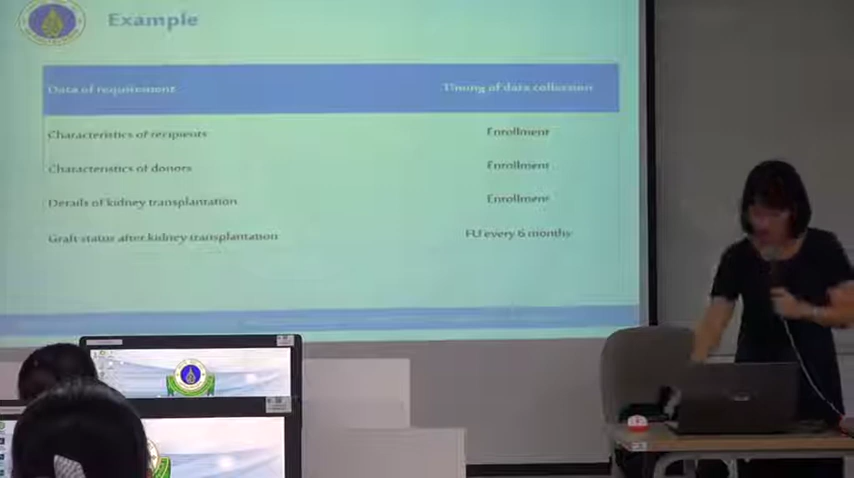 Example
Data of requirement Timing of data collection
Characteristics of recipients Enrollment
Characteristics of donors Enrollment
Details of kidney transplantation Enrollment
Graft status after kidney transplantation FU every 6 months